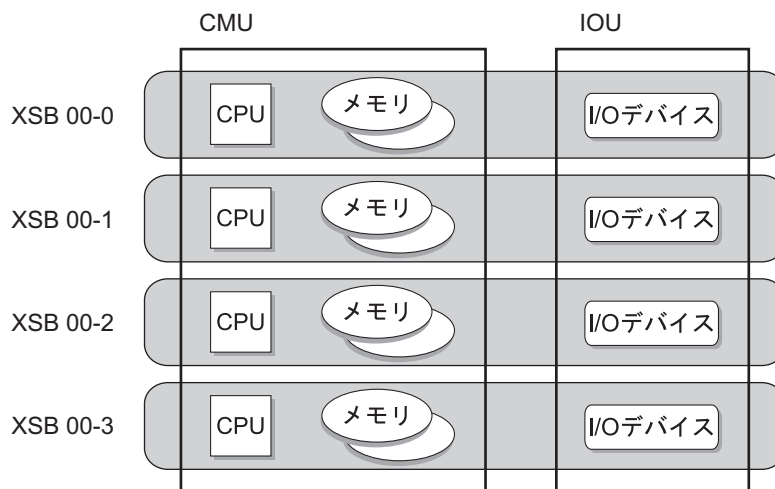 CMU IOU
XSB 00-0 CPU メモリ I/Oデバイス
XSB 00-1 CPU メモリ I/Oデバイス
XSB 00-2 CPU メモリ I/Oデバイス
XSB 00-3 CPU メモリ I/Oデバイス